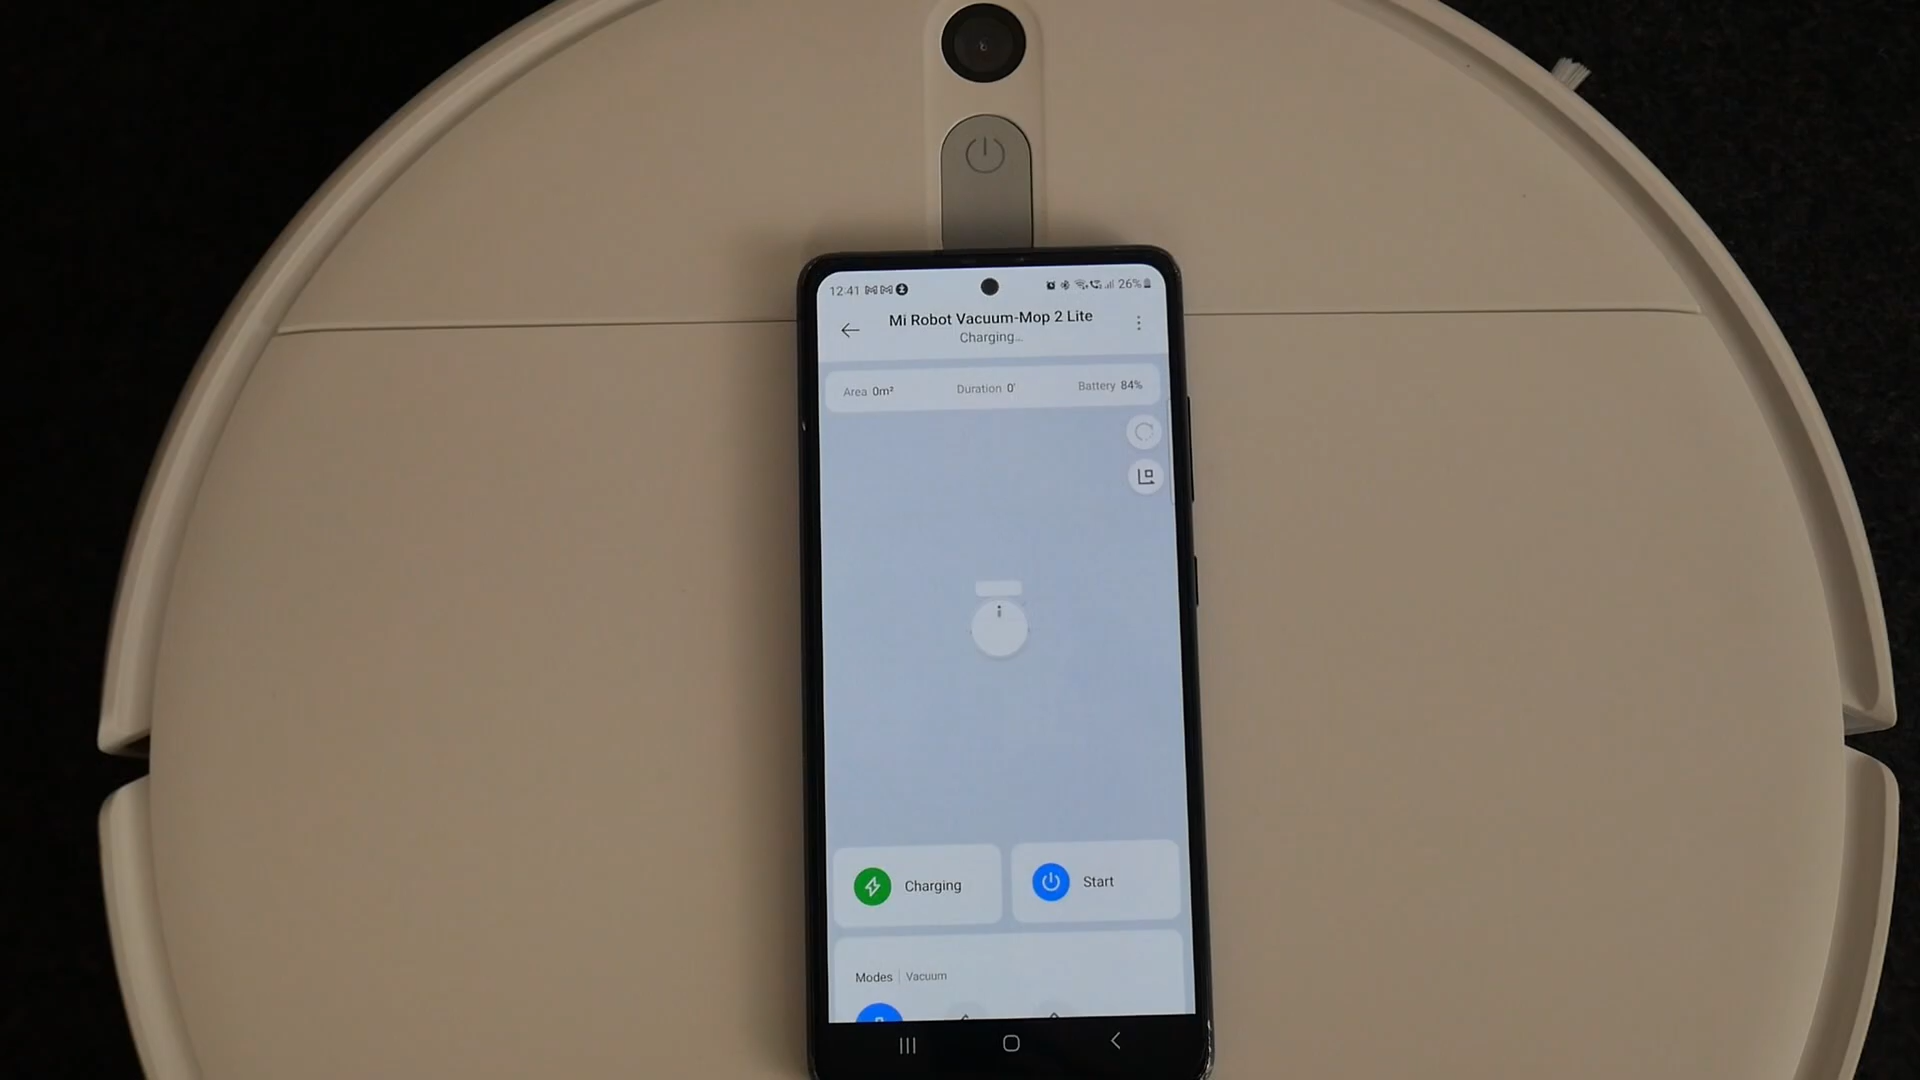 12:41 26%
Mi Robot Vacuum-Mop 2 Lite
Charging...
Area 0m² Duration 0' Battery 84%
Charging Start
Modes | Vacuum